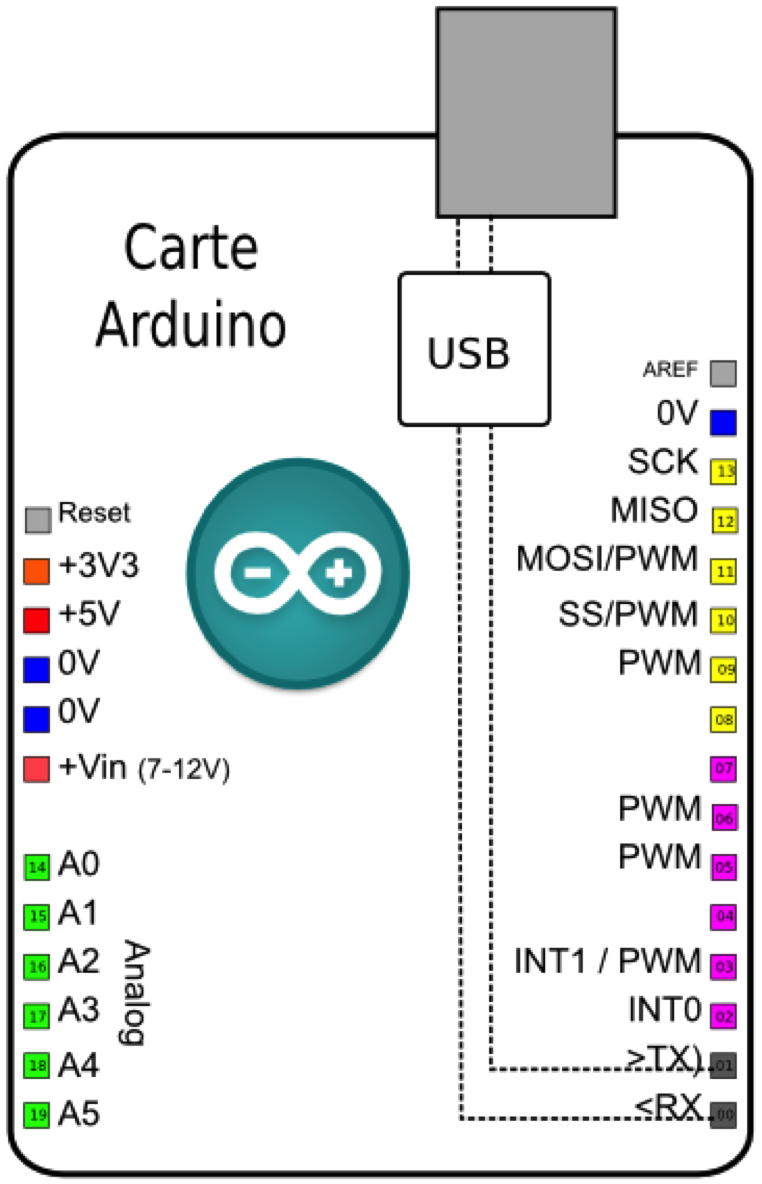 Carte
Arduino
USB
Reset
+3V3
+5V
0V
0V
+Vin (7-12V)
14 A0
15 A1
16 A2
17 A3
18 A4
19 A5
Analog
AREF
0V
SCK 13
MISO 12
MOSI/PWM 11
SS/PWM 10
PWM 09
08
07
PWM 06
PWM 05
04
INT1 / PWM 03
INT0 02
>TX) 01
<RX 00